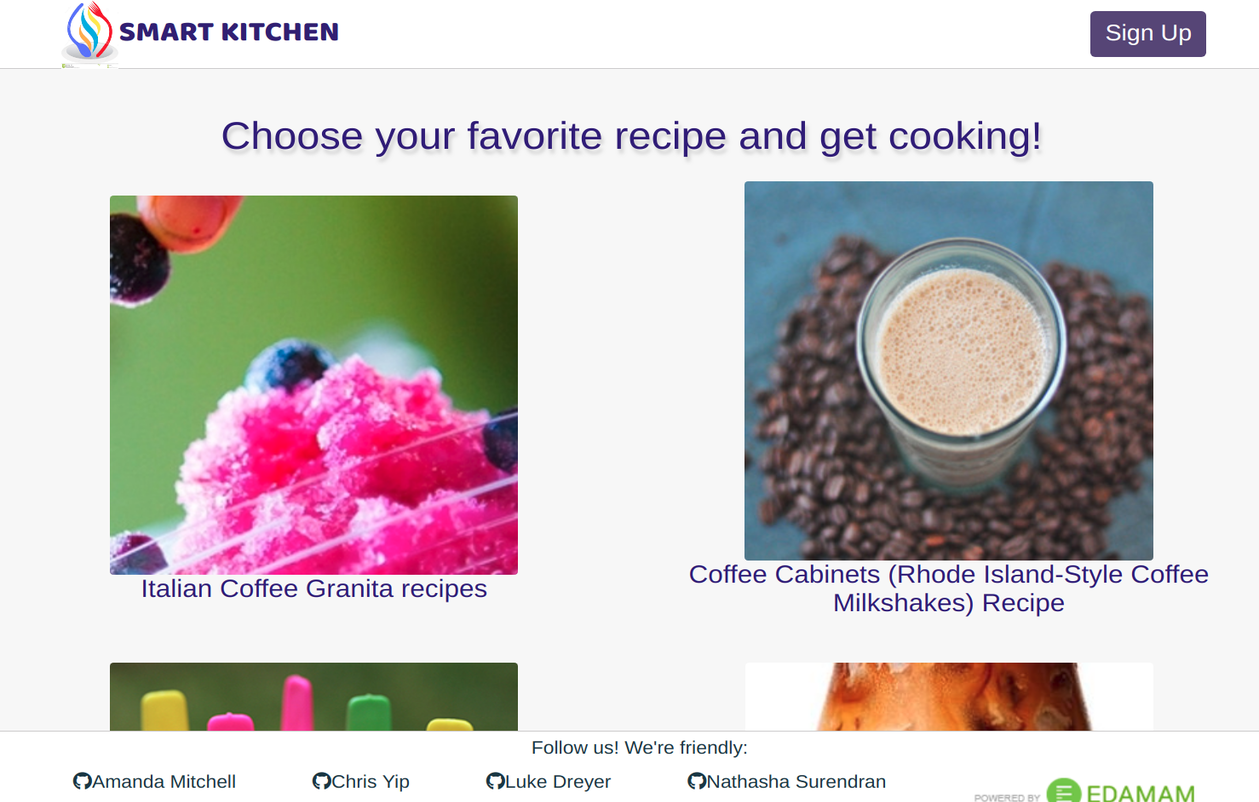 SMART KITCHEN
Sign Up
Choose your favorite recipe and get cooking!
Italian Coffee Granita recipes
Coffee Cabinets (Rhode Island-Style Coffee
Milkshakes) Recipe
Follow us! We're friendly:
Amanda Mitchell
Chris Yip
Luke Dreyer
Nathasha Surendran
POWERED BY
EDAMAM